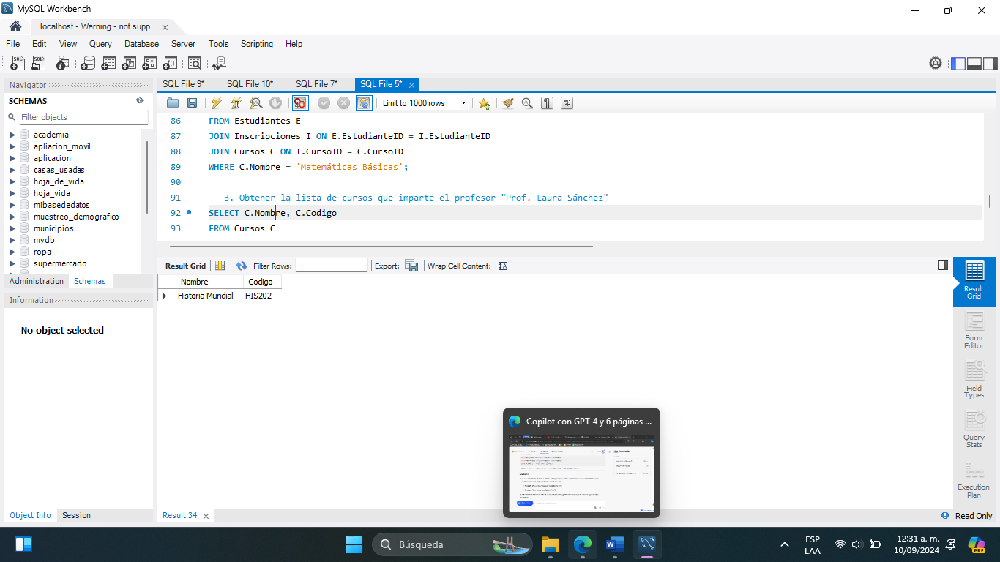 MySQL Workbench
localhost - Warning - not supp...
File Edit View Query Database Server Tools Scripting Help
Navigator
SCHEMAS
Filter objects
academia
apliacion_movil
aplicacion
casas_usadas
hoja_de_vida
hoja_vida
mibasededatos
muestreo_demografico
municipios
mydb
ropa
supermercado
Administration Schemas
Information
No object selected
Object Info Session
SQL File 9* SQL File 10* SQL File 7* SQL File 5*
Limit to 1000 rows
86 FROM Estudiantes E
87 JOIN Inscripciones I ON E.EstudianteID = I.EstudianteID
88 JOIN Cursos C ON I.CursoID = C.CursoID
89 WHERE C.Nombre = 'Matemáticas Básicas';
90
91 -- 3. Obtener la lista de cursos que imparte el profesor "Prof. Laura Sánchez"
92 SELECT C.Nombre, C.Codigo
93 FROM Cursos C
Result Grid Filter Rows: Export: Wrap Cell Content:
Nombre Codigo
Historia Mundial HIS202
Result Grid
Form Editor
Field Types
Query Stats
Execution Plan
Copilot con GPT-4 y 6 páginas ...
Result 34
Read Only
Búsqueda
ESP
LAA
12:31 a. m.
10/09/2024
PRE